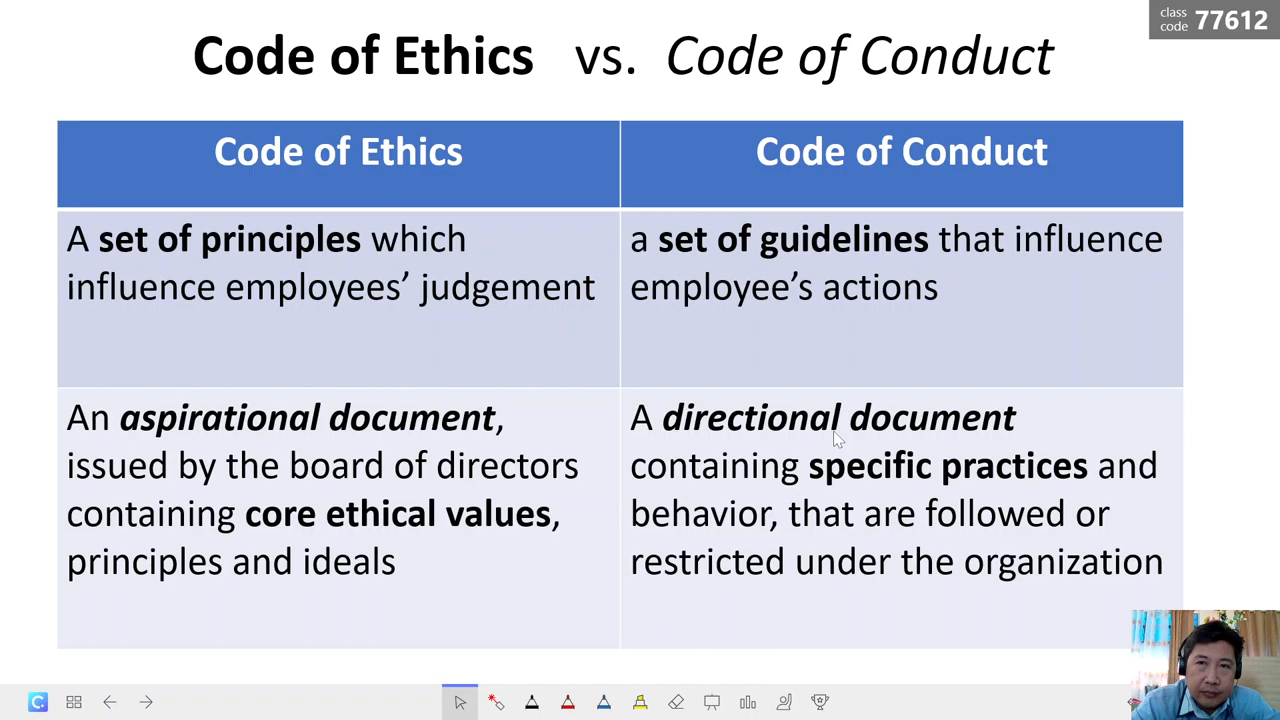 class
code 77612
Code of Ethics vs. Code of Conduct
Code of Ethics
Code of Conduct
A set of principles which
influence employees’ judgement
a set of guidelines that influence
employee’s actions
An aspirational document,
issued by the board of directors
containing core ethical values,
principles and ideals
A directional document
containing specific practices and
behavior, that are followed or
restricted under the organization